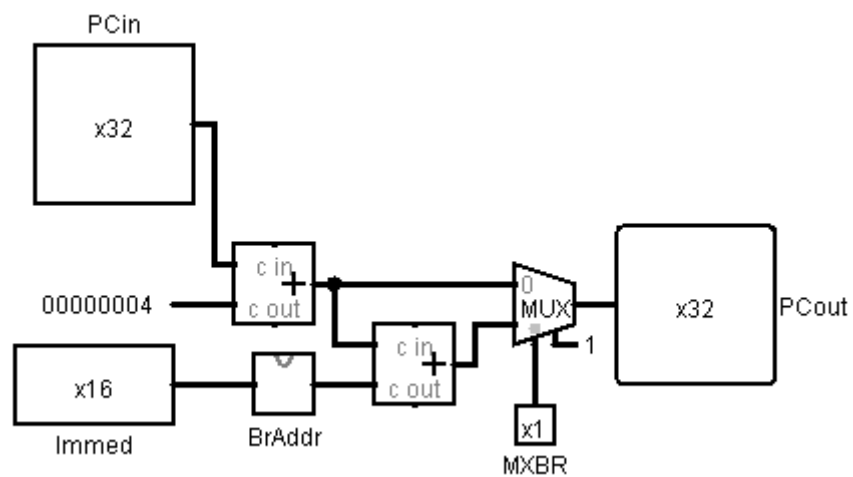 PCin
x32
c in
+
c out
00000004
0
MUX
x32
PCout
1
c in
+
c out
x16
Immed
BrAddr
x1
MXBR